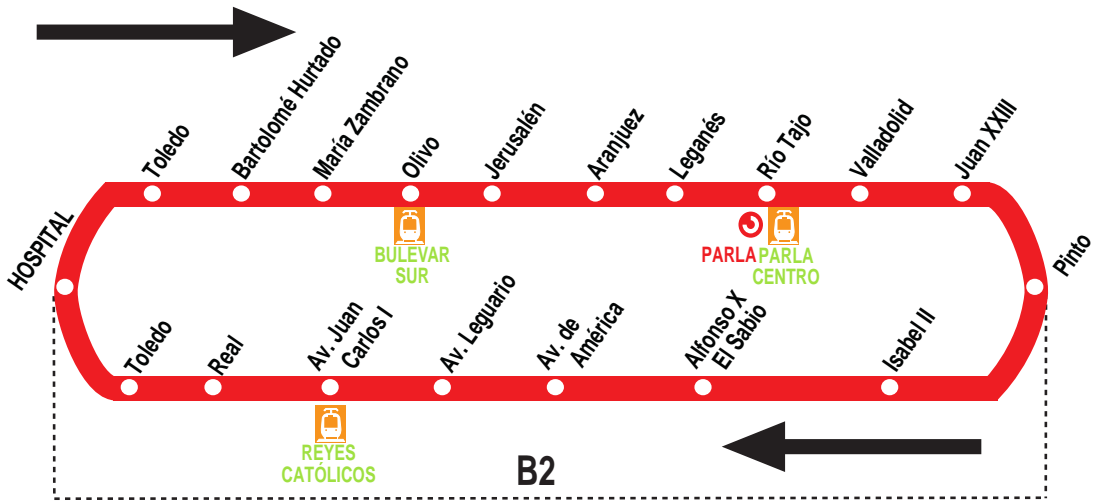 Toledo
Bartolomé Hurtado
María Zambrano
Olivo
Jerusalén
Aranjuez
Leganés
Río Tajo
Valladolid
Juan XXIII
HOSPITAL
BULEVAR
SUR
PARLA
PARLA
CENTRO
Pinto
Toledo
Real
Av. Juan
Carlos I
Av. Leguario
Av. de
América
Alfonso X
El Sabio
Isabel II
REYES
CATÓLICOS
B2